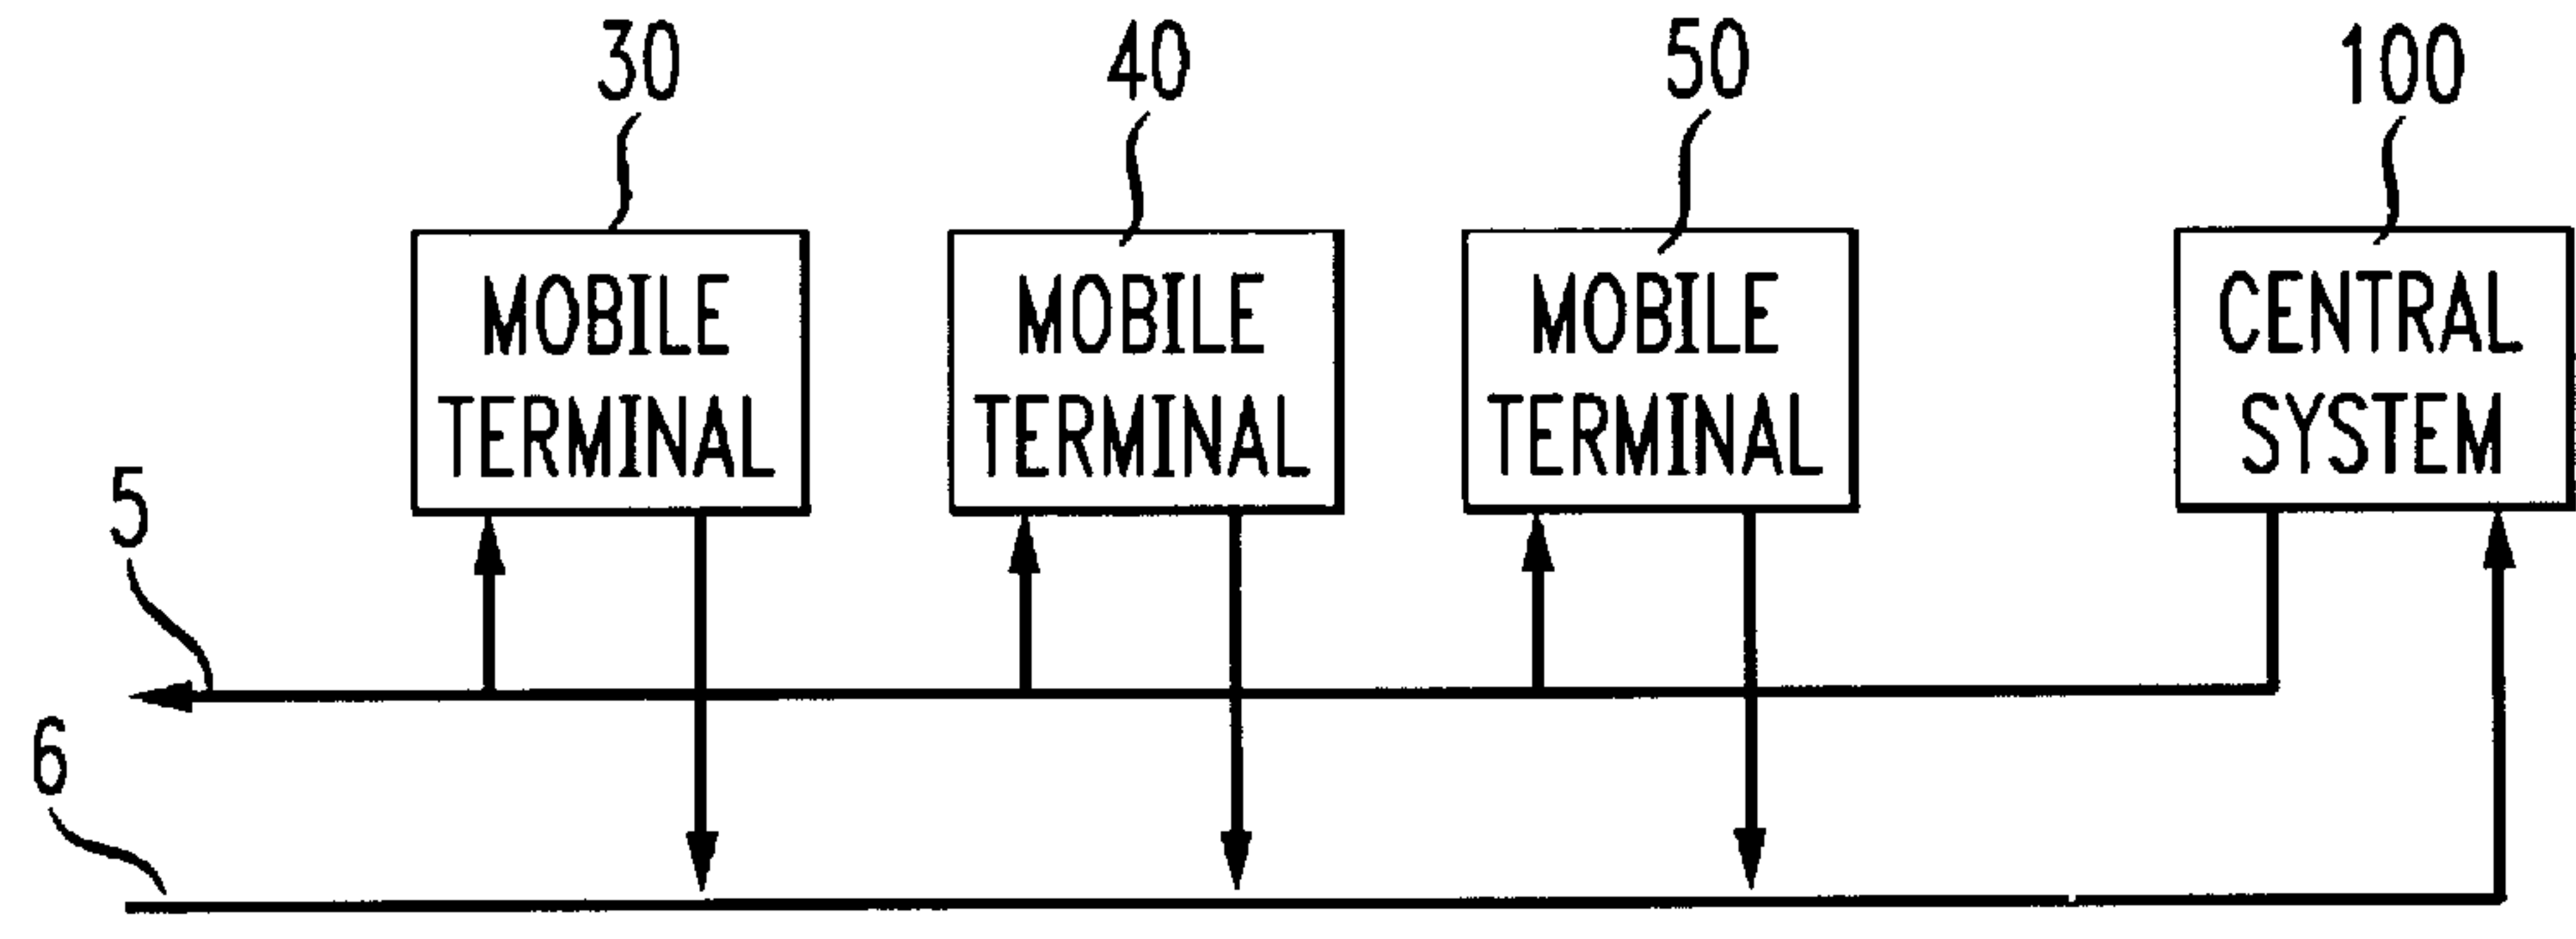 30
40
50
100
MOBILE
TERMINAL
MOBILE
TERMINAL
MOBILE
TERMINAL
CENTRAL
SYSTEM
5
6